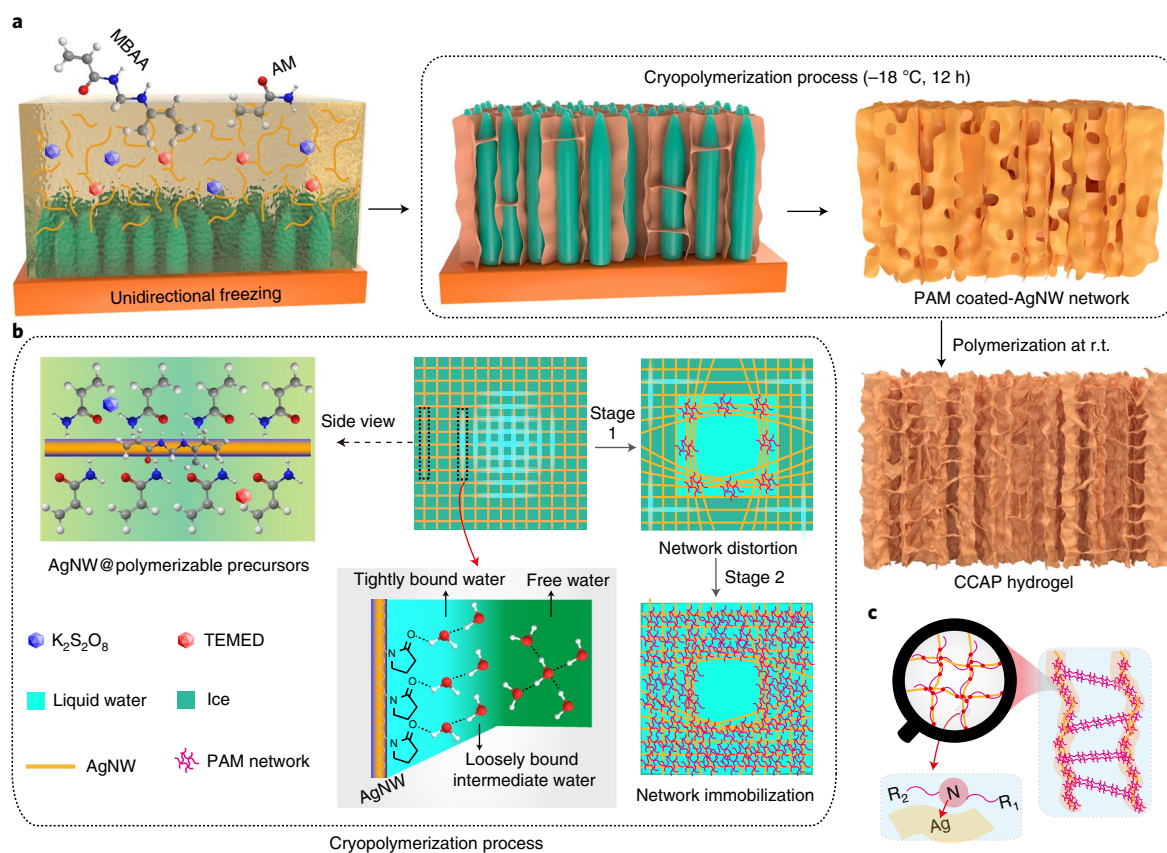 a
MBAA
AM
Unidirectional freezing
Cryopolymerization process (–18 °C, 12 h)
PAM coated-AgNW network
Polymerization at r.t.
CCAP hydrogel
b
Side view
AgNW@polymerizable precursors
Stage
1
Network distortion
Stage 2
Network immobilization
Tightly bound water
Free water
O
N
O
N
O
N
Loosely bound
intermediate water
AgNW
K₂S₂O₈
TEMED
Liquid water
Ice
AgNW
PAM network
Cryopolymerization process
c
R₂
N
R₁
Ag